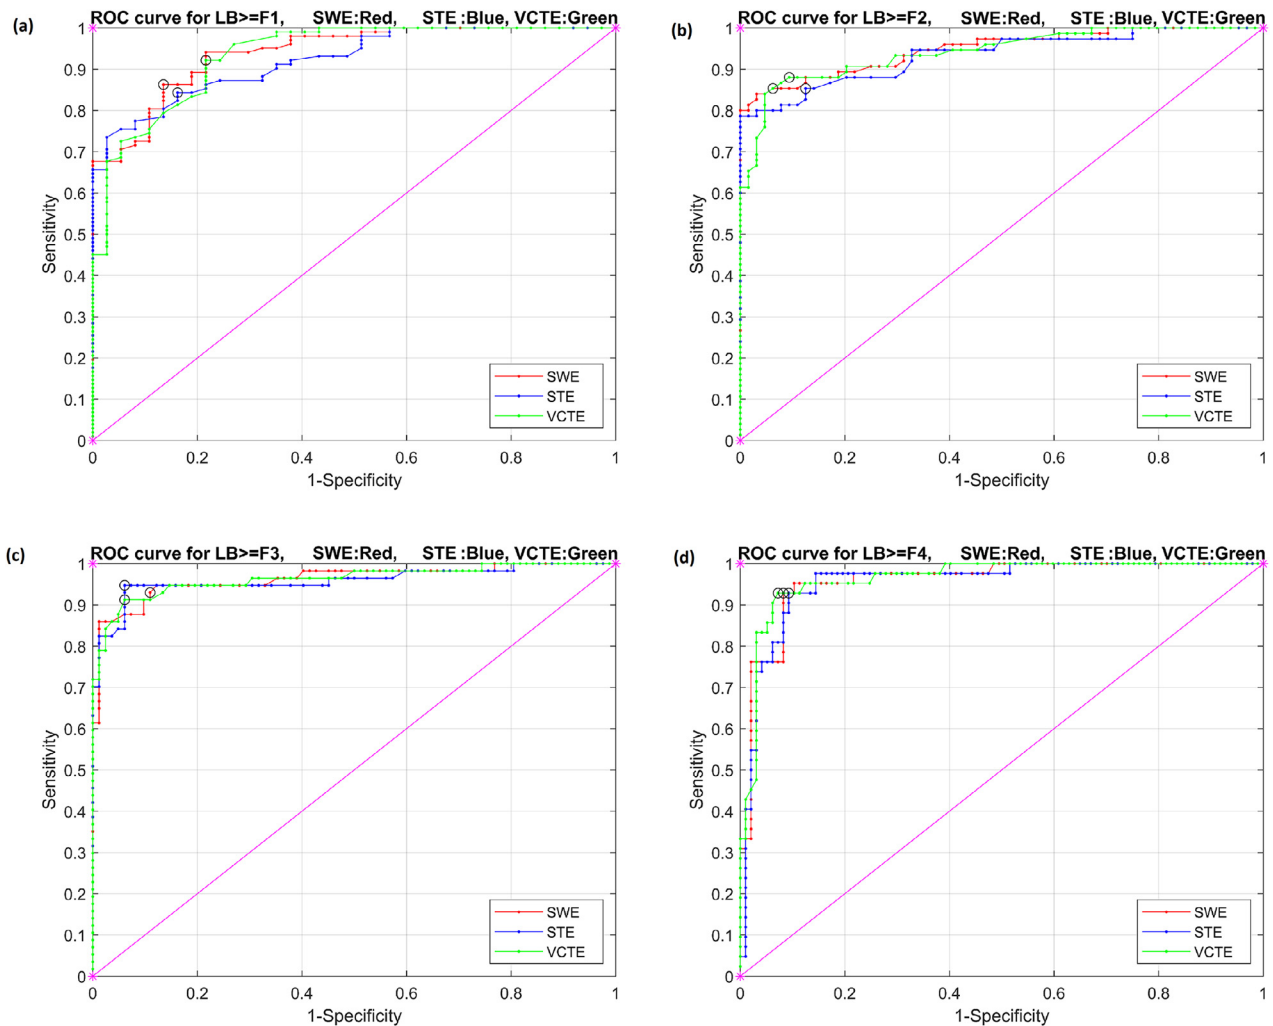 (a)
ROC curve for LB>=F1, SWE:Red, STE :Blue, VCTE:Green
1
0.9
0.8
0.7
0.6
0.5
0.4
0.3
0.2
0.1
0
Sensitivity
0 0.2 0.4 0.6 0.8 1
1-Specificity
SWE
STE
VCTE
(b)
ROC curve for LB>=F2, SWE:Red, STE :Blue, VCTE:Green
1
0.9
0.8
0.7
0.6
0.5
0.4
0.3
0.2
0.1
0
Sensitivity
0 0.2 0.4 0.6 0.8 1
1-Specificity
SWE
STE
VCTE
(c)
ROC curve for LB>=F3, SWE:Red, STE :Blue, VCTE:Green
1
0.9
0.8
0.7
0.6
0.5
0.4
0.3
0.2
0.1
0
Sensitivity
0 0.2 0.4 0.6 0.8 1
1-Specificity
SWE
STE
VCTE
(d)
ROC curve for LB>=F4, SWE:Red, STE :Blue, VCTE:Green
1
0.9
0.8
0.7
0.6
0.5
0.4
0.3
0.2
0.1
0
Sensitivity
0 0.2 0.4 0.6 0.8 1
1-Specificity
SWE
STE
VCTE